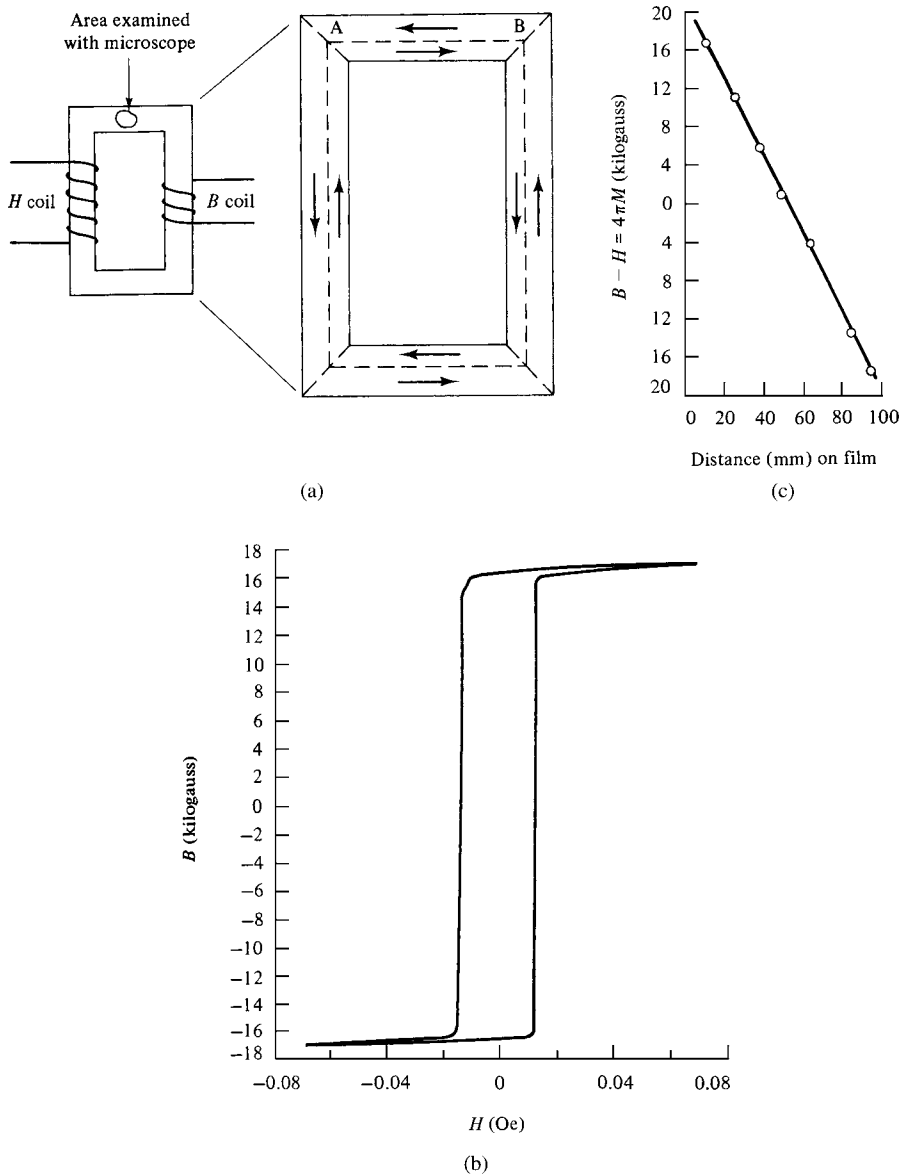 Area examined
with microscope
H coil
B coil
A
B
(a)
20
16
12
8
4
0
4
8
12
16
20
B − H = 4πM (kilogauss)
0 20 40 60 80 100
Distance (mm) on film
(c)
18
16
14
12
10
8
6
4
2
0
−2
−4
−6
−8
−10
−12
−14
−16
−18
B (kilogauss)
−0.08 −0.04 0 0.04 0.08
H (Oe)
(b)